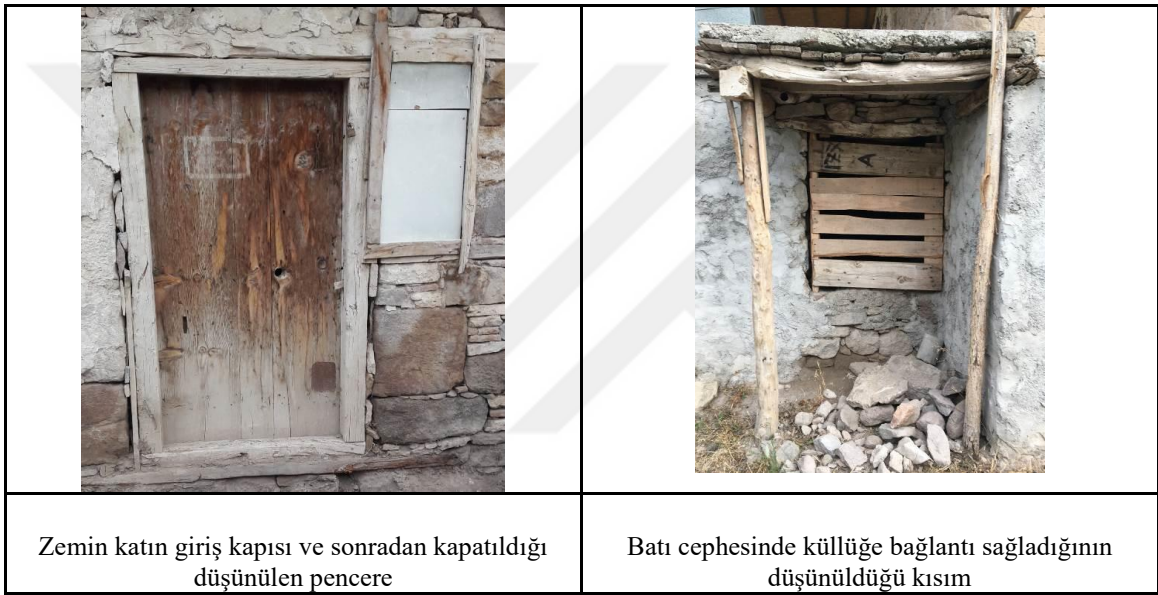 A
Zemin katın giriş kapısı ve sonradan kapatıldığı
düşünülen pencere
Batı cephesinde küllüğe bağlantı sağladığının
düşünüldüğü kısım